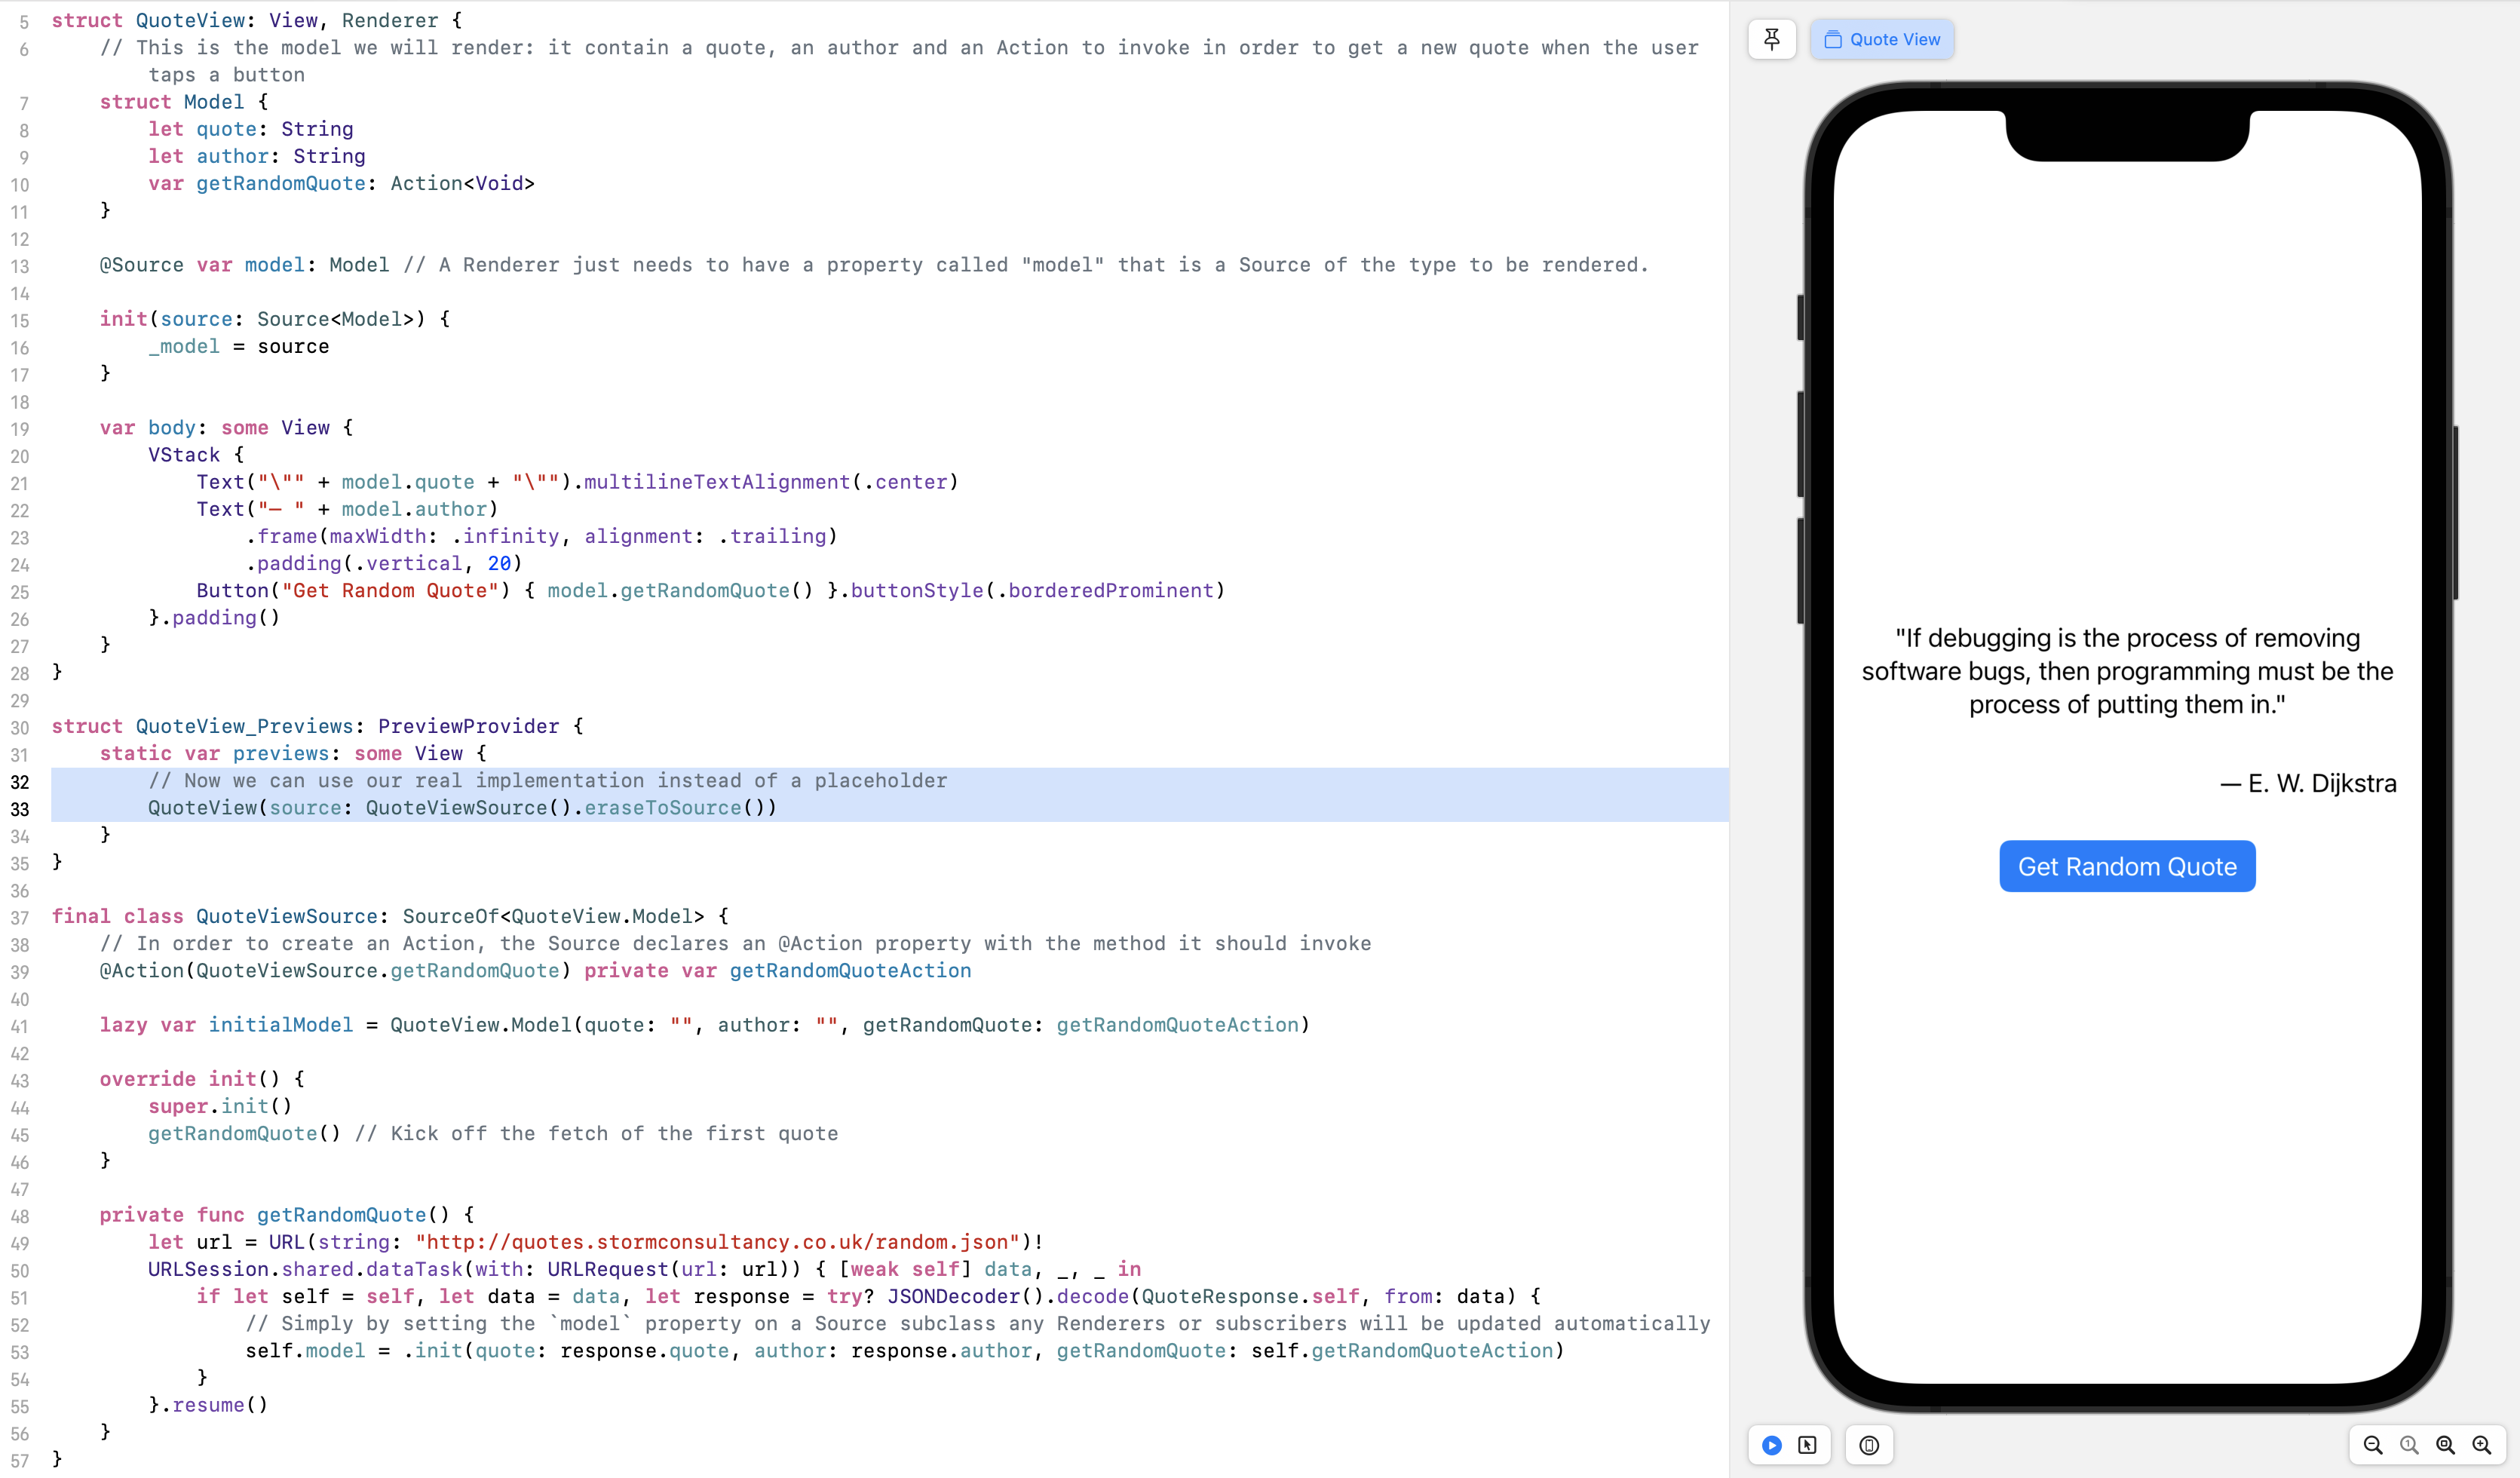 5 struct QuoteView: View, Renderer {
6 // This is the model we will render: it contain a quote, an author and an Action to invoke in order to get a new quote when the user
taps a button
7 struct Model {
8 let quote: String
9 let author: String
10 var getRandomQuote: Action<Void>
11 }
12
13 @Source var model: Model // A Renderer just needs to have a property called "model" that is a Source of the type to be rendered.
14
15 init(source: Source<Model>) {
16 _model = source
17 }
18
19 var body: some View {
20 VStack {
21 Text("\"" + model.quote + "\"").multilineTextAlignment(.center)
22 Text("— " + model.author)
23 .frame(maxWidth: .infinity, alignment: .trailing)
24 .padding(.vertical, 20)
25 Button("Get Random Quote") { model.getRandomQuote() }.buttonStyle(.borderedProminent)
26 }.padding()
27 }
28 }
29
30 struct QuoteView_Previews: PreviewProvider {
31 static var previews: some View {
32 // Now we can use our real implementation instead of a placeholder
33 QuoteView(source: QuoteViewSource().eraseToSource())
34 }
35 }
36
37 final class QuoteViewSource: SourceOf<QuoteView.Model> {
38 // In order to create an Action, the Source declares an @Action property with the method it should invoke
39 @Action(QuoteViewSource.getRandomQuote) private var getRandomQuoteAction
40
41 lazy var initialModel = QuoteView.Model(quote: "", author: "", getRandomQuote: getRandomQuoteAction)
42
43 override init() {
44 super.init()
45 getRandomQuote() // Kick off the fetch of the first quote
46 }
47
48 private func getRandomQuote() {
49 let url = URL(string: "http://quotes.stormconsultancy.co.uk/random.json")!
50 URLSession.shared.dataTask(with: URLRequest(url: url)) { [weak self] data, _, _ in
51 if let self = self, let data = data, let response = try? JSONDecoder().decode(QuoteResponse.self, from: data) {
52 // Simply by setting the `model` property on a Source subclass any Renderers or subscribers will be updated automatically
53 self.model = .init(quote: response.quote, author: response.author, getRandomQuote: self.getRandomQuoteAction)
54 }
55 }.resume()
56 }
57 }
Quote View
"If debugging is the process of removing
software bugs, then programming must be the
process of putting them in."
— E. W. Dijkstra
Get Random Quote